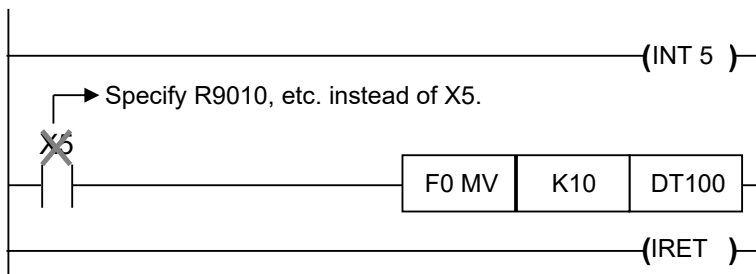 (INT 5 )
Specify R9010, etc. instead of X5.
X5
F0 MV K10 DT100
(IRET )